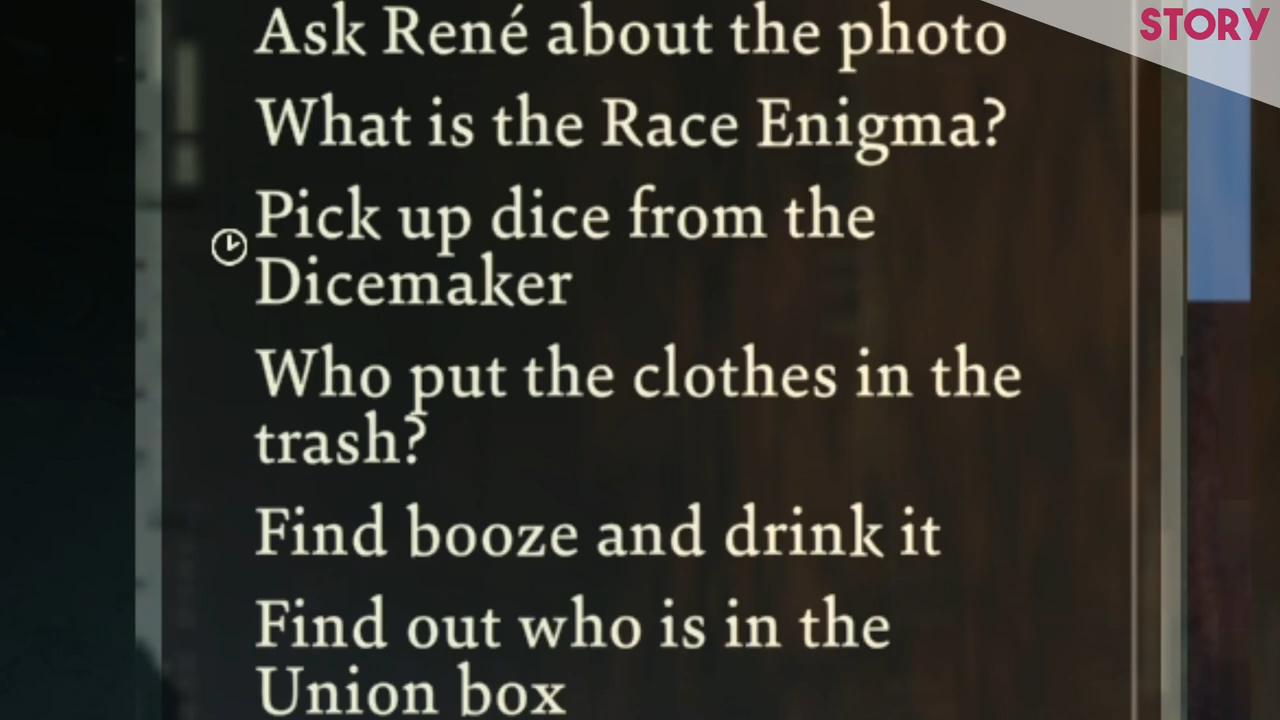 STORY
Ask René about the photo
What is the Race Enigma?
Pick up dice from the
Dicemaker
Who put the clothes in the
trash?
Find booze and drink it
Find out who is in the
Union box